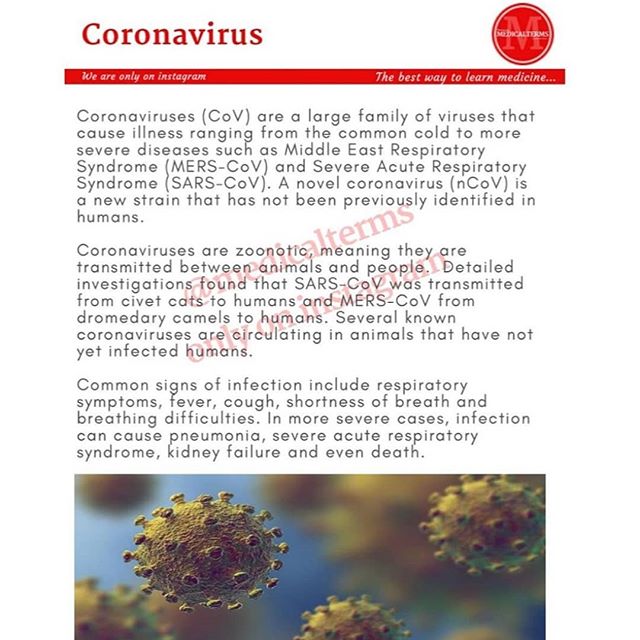 Coronavirus
M
MEDICALTERMS
We are only on instagram
The best way to learn medicine...
Coronaviruses (CoV) are a large family of viruses that
cause illness ranging from the common cold to more
severe diseases such as Middle East Respiratory
Syndrome (MERS-CoV) and Severe Acute Respiratory
Syndrome (SARS-CoV). A novel coronavirus (nCoV) is
a new strain that has not been previously identified in
humans.
Coronaviruses are zoonotic, meaning they are
transmitted between animals and people. Detailed
investigations found that SARS-CoV was transmitted
from civet cats to humans and MERS-CoV from
dromedary camels to humans. Several known
coronaviruses are circulating in animals that have not
yet infected humans.
@medicalterms
only on instagram
Common signs of infection include respiratory
symptoms, fever, cough, shortness of breath and
breathing difficulties. In more severe cases, infection
can cause pneumonia, severe acute respiratory
syndrome, kidney failure and even death.